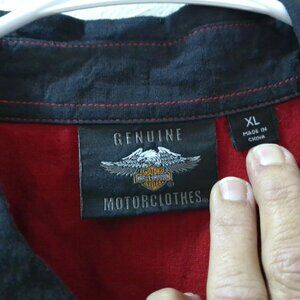 GENUINE
HARLEY-DAVIDSON
®
MOTORCLOTHES®
XL
MADE IN
CHINA